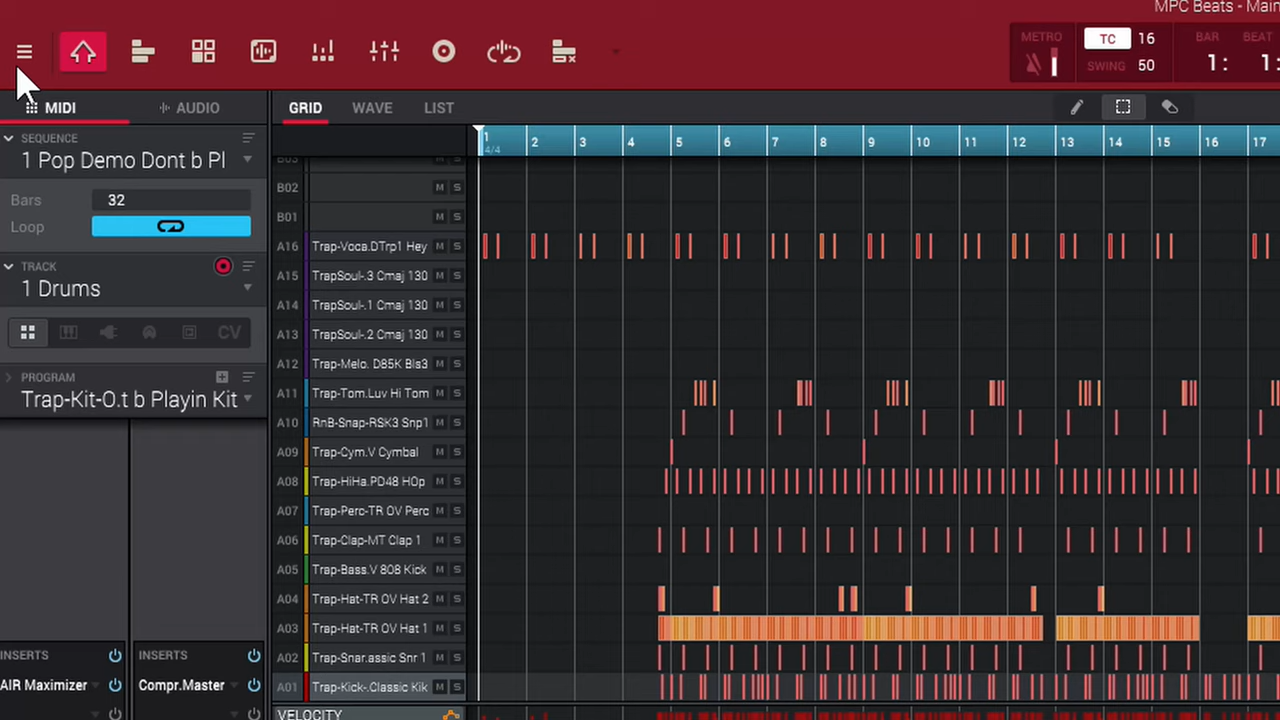 MPC Beats - Main
METRO
TC 16
SWING 50
BAR BEAT
1: 1:
MIDI AUDIO
GRID WAVE LIST
SEQUENCE
1 Pop Demo Dont b Pl
Bars 32
Loop
TRACK
1 Drums
CV
PROGRAM
Trap-Kit-O.t b Playin Kit
INSERTS INSERTS
AIR Maximizer Compr.Master
1 2 3 4 5 6 7 8 9 10 11 12 13 14 15 16 17
4/4
B03 M S
B02 M S
B01 M S
A16 Trap-Voca.DTrp1 Hey M S
A15 TrapSoul-.3 Cmaj 130 M S
A14 TrapSoul-.1 Cmaj 130 M S
A13 TrapSoul-.2 Cmaj 130 M S
A12 Trap-Melo. D85K Bls3 M S
A11 Trap-Tom.Luv Hi Tom M S
A10 RnB-Snap-RSK3 Snp1 M S
A09 Trap-Cym.V Cymbal M S
A08 Trap-HiHa.PD48 HOp M S
A07 Trap-Perc-TR OV Perc M S
A06 Trap-Clap-MT Clap 1 M S
A05 Trap-Bass.V 808 Kick M S
A04 Trap-Hat-TR OV Hat 2 M S
A03 Trap-Hat-TR OV Hat 1 M S
A02 Trap-Snar.assic Snr 1 M S
A01 Trap-Kick-.Classic Kik M S
VELOCITY